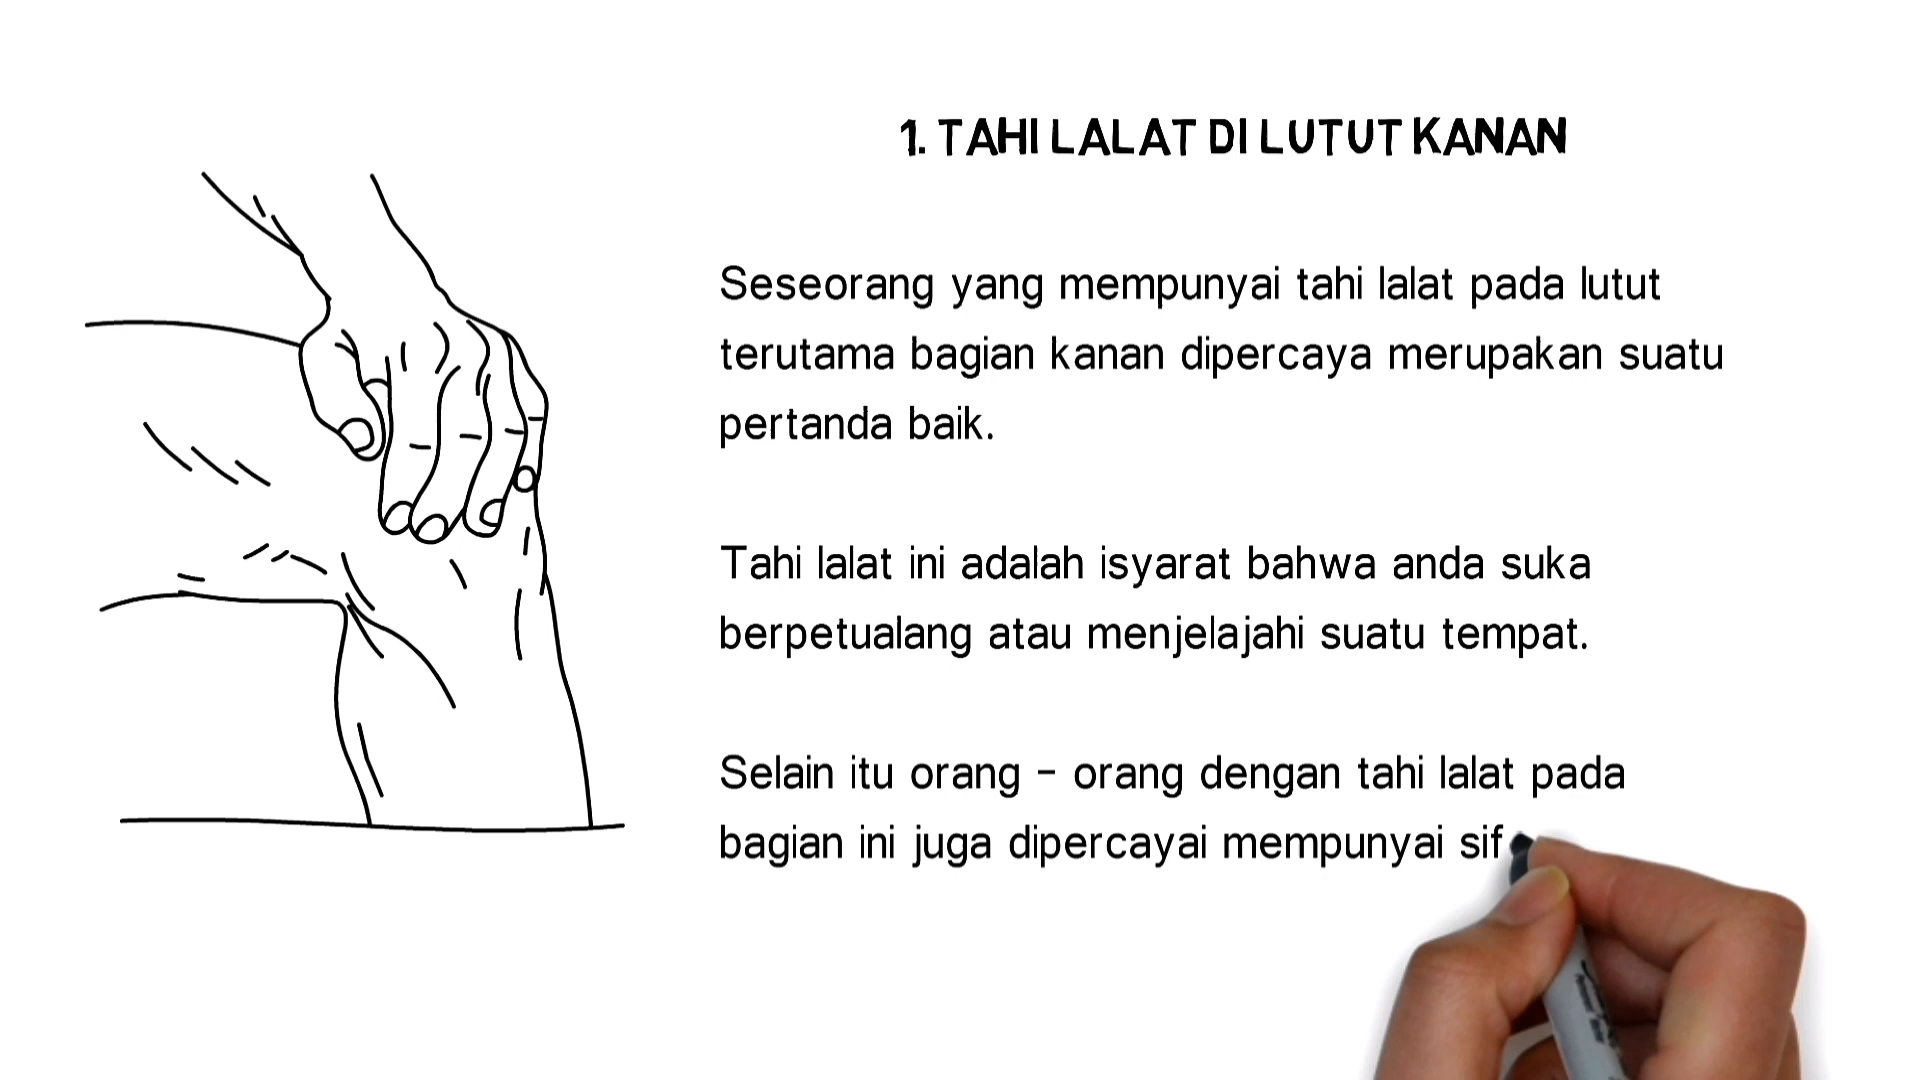 1. TAHI LALAT DI LUTUT KANAN
Seseorang yang mempunyai tahi lalat pada lutut
terutama bagian kanan dipercaya merupakan suatu
pertanda baik.
Tahi lalat ini adalah isyarat bahwa anda suka
berpetualang atau menjelajahi suatu tempat.
Selain itu orang - orang dengan tahi lalat pada
bagian ini juga dipercayai mempunyai sif